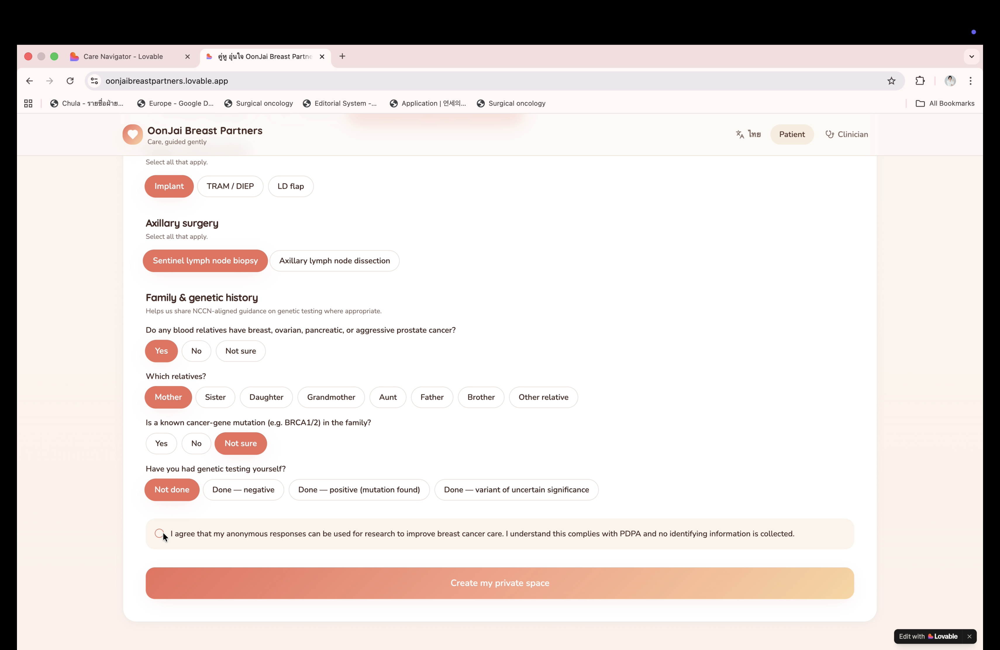 Care Navigator - Lovable
คู่หู อุ่นใจ OonJai Breast Partne
oonjaibreastpartners.lovable.app
Chula - รายชื่อฝ่าย...
Europe - Google D...
Surgical oncology
Editorial System -...
Application | 연세의...
Surgical oncology
All Bookmarks
OonJai Breast Partners
Care, guided gently
ไทย
Patient
Clinician
Select all that apply.
Implant
TRAM / DIEP
LD flap
Axillary surgery
Select all that apply.
Sentinel lymph node biopsy
Axillary lymph node dissection
Family & genetic history
Helps us share NCCN-aligned guidance on genetic testing where appropriate.
Do any blood relatives have breast, ovarian, pancreatic, or aggressive prostate cancer?
Yes
No
Not sure
Which relatives?
Mother
Sister
Daughter
Grandmother
Aunt
Father
Brother
Other relative
Is a known cancer-gene mutation (e.g. BRCA1/2) in the family?
Yes
No
Not sure
Have you had genetic testing yourself?
Not done
Done — negative
Done — positive (mutation found)
Done — variant of uncertain significance
I agree that my anonymous responses can be used for research to improve breast cancer care. I understand this complies with PDPA and no identifying information is collected.
Create my private space
Edit with Lovable